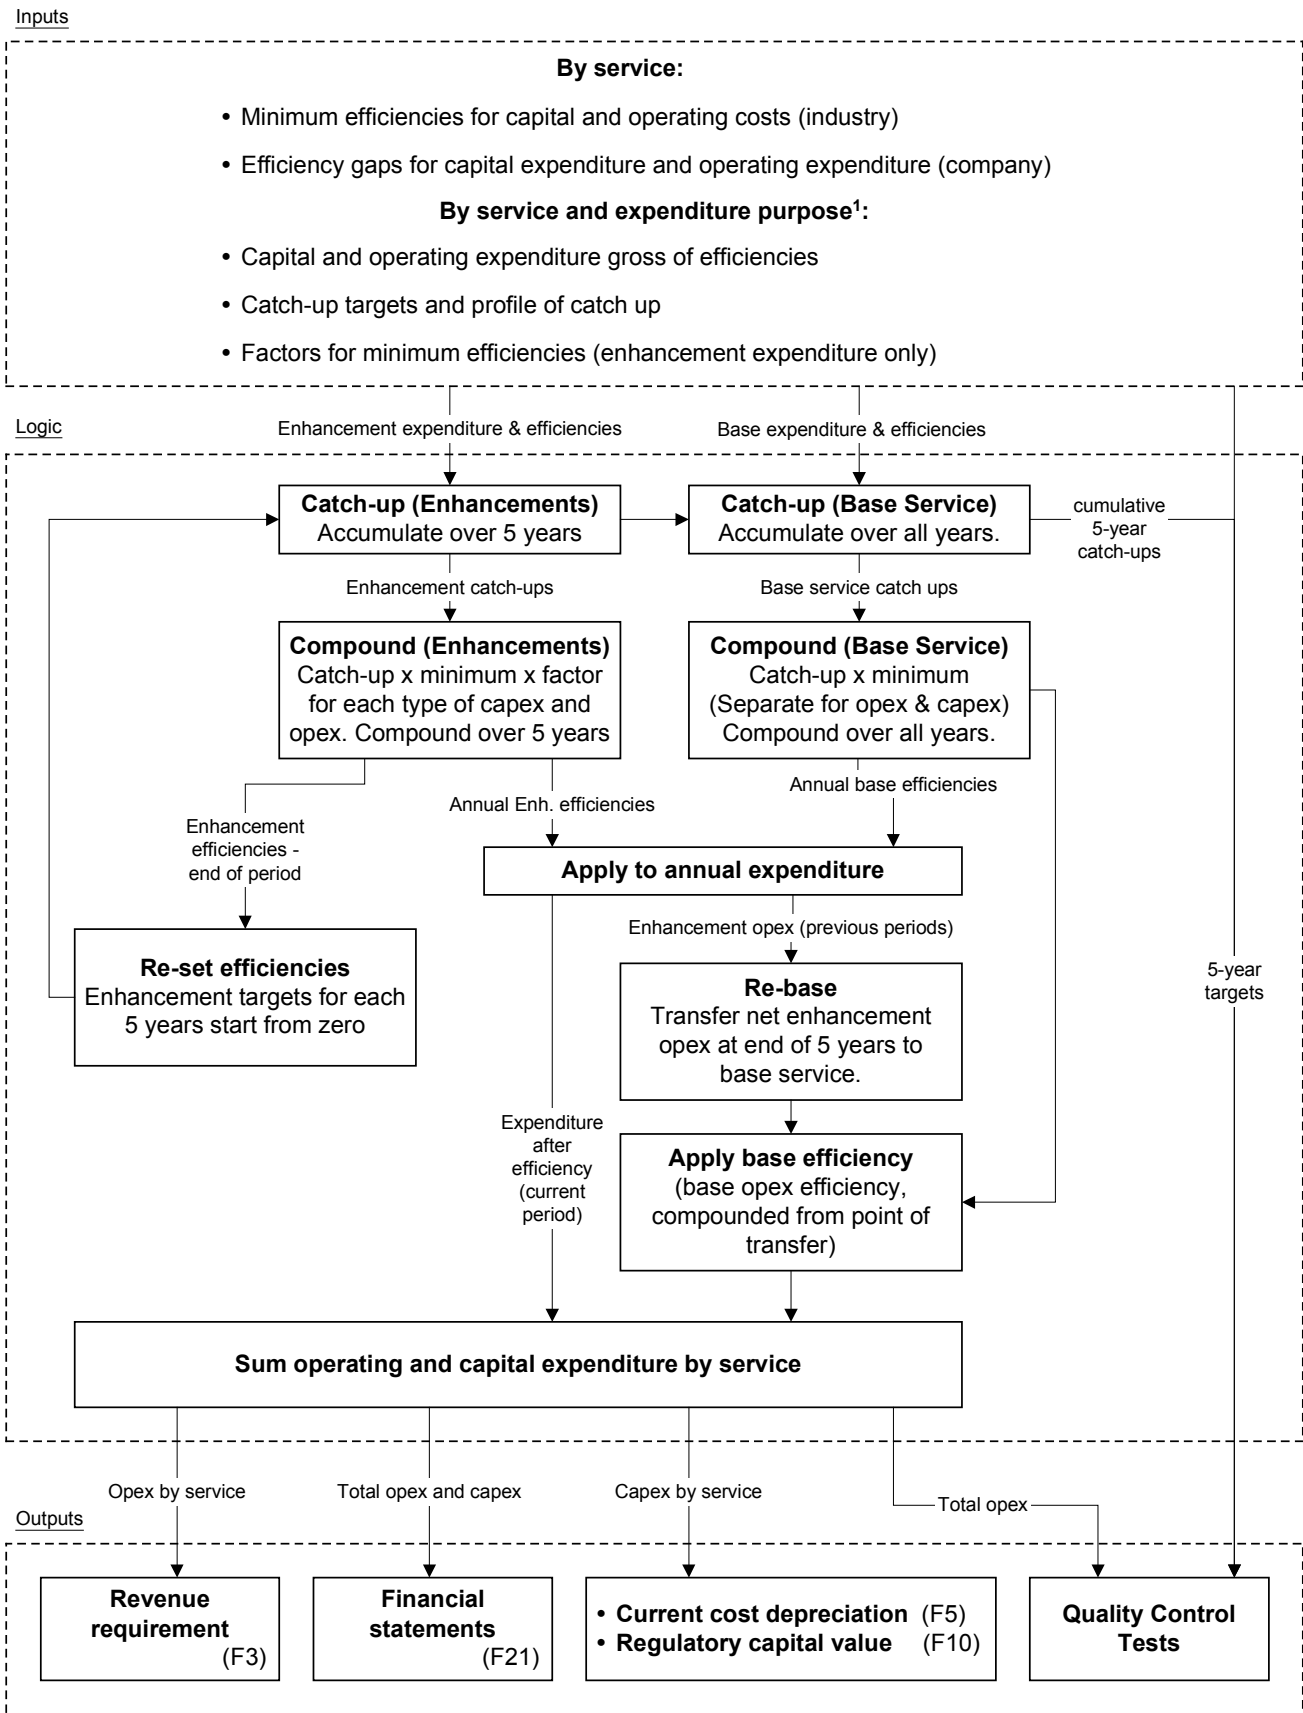 Inputs
By service:
• Minimum efficiencies for capital and operating costs (industry)
• Efficiency gaps for capital expenditure and operating expenditure (company)
By service and expenditure purpose¹:
• Capital and operating expenditure gross of efficiencies
• Catch-up targets and profile of catch up
• Factors for minimum efficiencies (enhancement expenditure only)
Logic
Enhancement expenditure & efficiencies
Base expenditure & efficiencies
Catch-up (Enhancements)
Accumulate over 5 years
Catch-up (Base Service)
Accumulate over all years.
cumulative
5-year
catch-ups
Enhancement catch-ups
Base service catch ups
Compound (Enhancements)
Catch-up x minimum x factor
for each type of capex and
opex. Compound over 5 years
Compound (Base Service)
Catch-up x minimum
(Separate for opex & capex)
Compound over all years.
Annual Enh. efficiencies
Annual base efficiencies
Enhancement
efficiencies -
end of period
Apply to annual expenditure
Enhancement opex (previous periods)
Re-set efficiencies
Enhancement targets for each
5 years start from zero
Re-base
Transfer net enhancement
opex at end of 5 years to
base service.
5-year
targets
Expenditure
after
efficiency
(current
period)
Apply base efficiency
(base opex efficiency,
compounded from point of
transfer)
Sum operating and capital expenditure by service
Opex by service
Total opex and capex
Capex by service
Total opex
Outputs
Revenue
requirement
(F3)
Financial
statements
(F21)
• Current cost depreciation (F5)
• Regulatory capital value (F10)
Quality Control
Tests